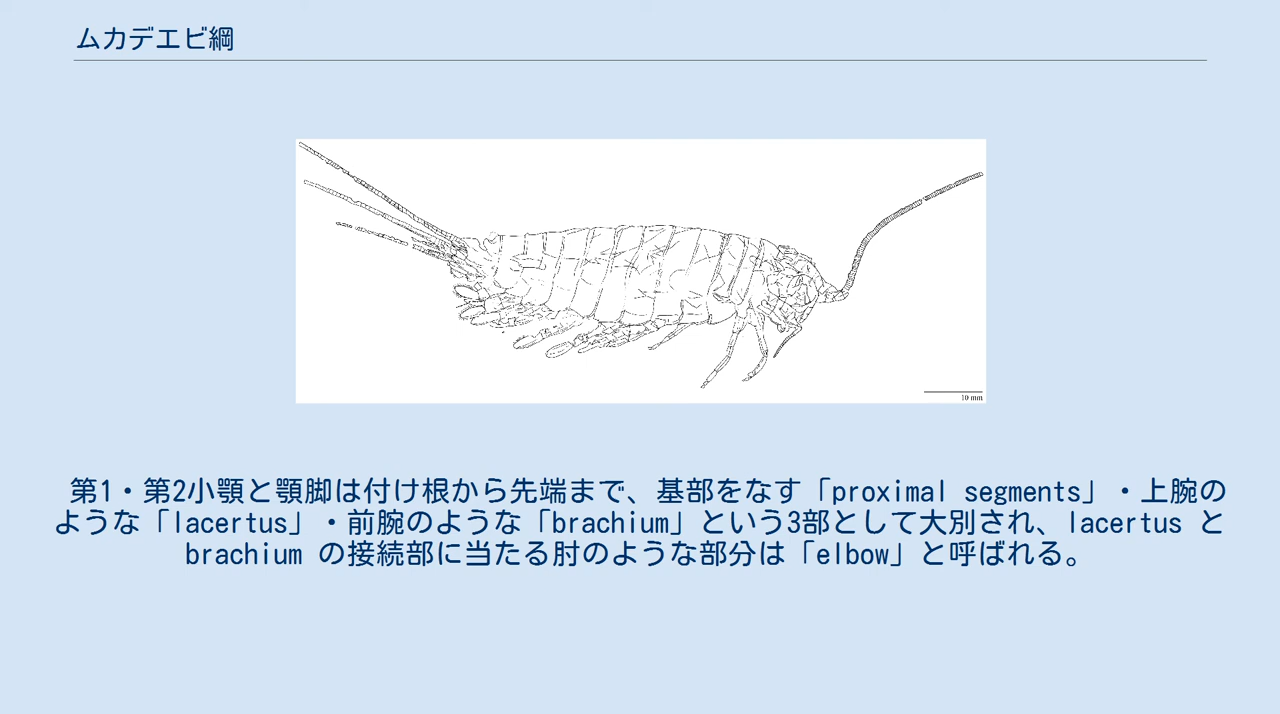 ムカデエビ綱
10 mm
第1・第2小顎と顎脚は付け根から先端まで、基部をなす「proximal segments」・上腕の
ような「lacertus」・前腕のような「brachium」という3部として大別され、lacertus と
brachium の接続部に当たる肘のような部分は「elbow」と呼ばれる。